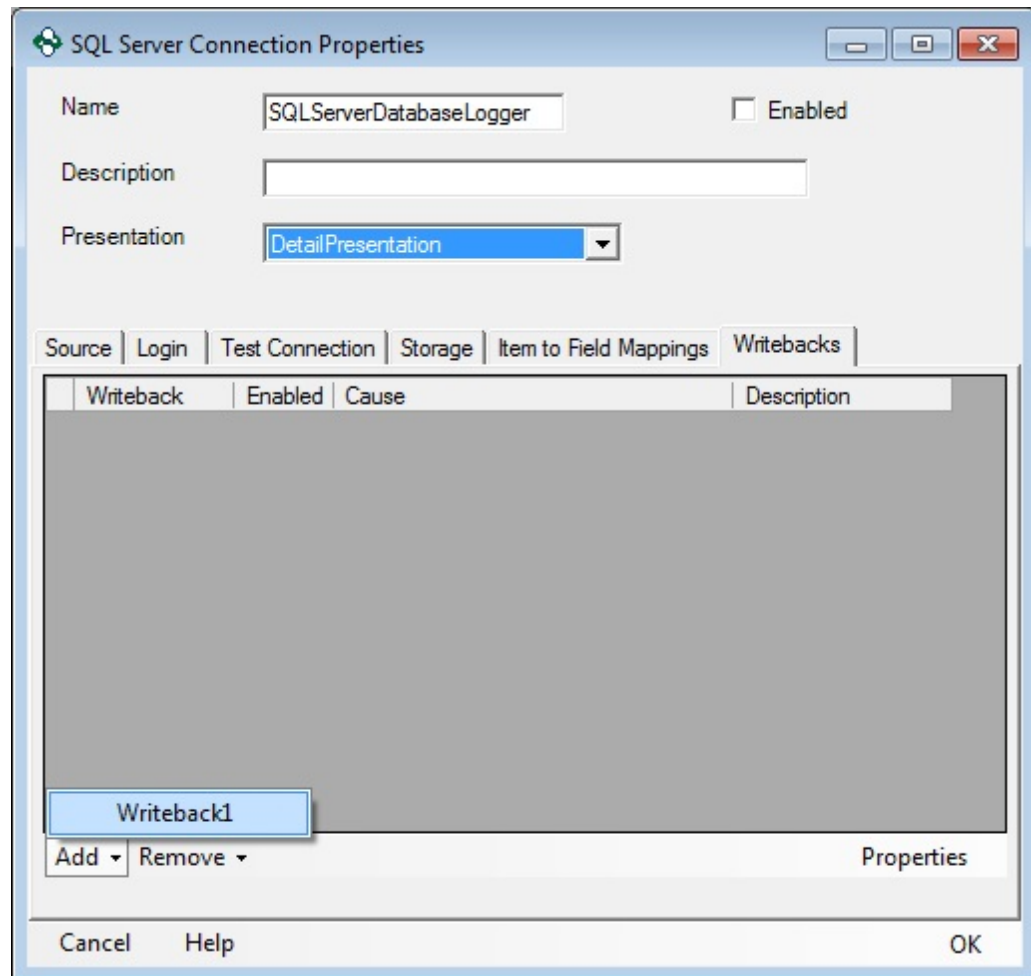 SQL Server Connection Properties
Name SQLServerDatabaseLogger Enabled
Description
Presentation DetailPresentation
Source Login Test Connection Storage Item to Field Mappings Writebacks
Writeback Enabled Cause Description
Writeback1
Add Remove Properties
Cancel Help OK